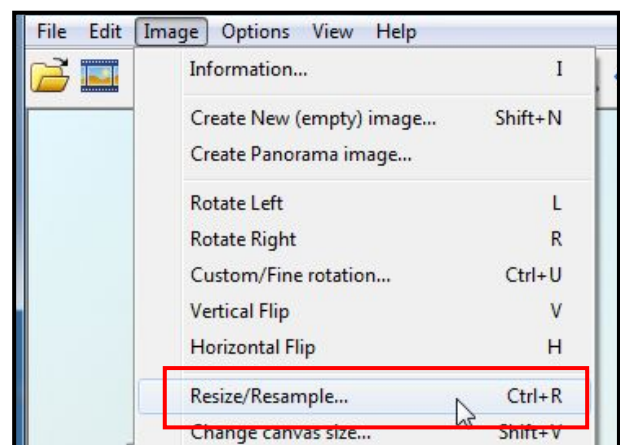 File Edit Image Options View Help
Information... I
Create New (empty) image... Shift+N
Create Panorama image...
Rotate Left L
Rotate Right R
Custom/Fine rotation... Ctrl+U
Vertical Flip V
Horizontal Flip H
Resize/Resample... Ctrl+R
Change canvas size... Shift+V